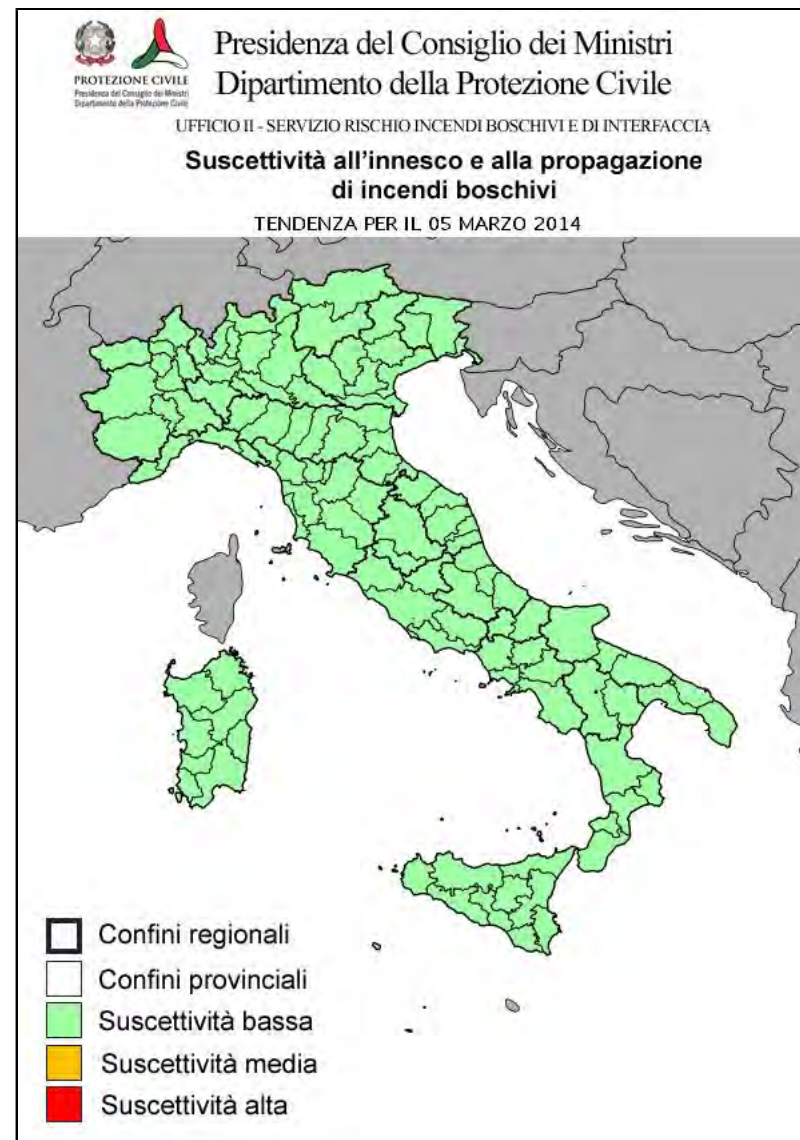 PROTEZIONE CIVILE
Presidenza del Consiglio dei Ministri
Dipartimento della Protezione Civile
Presidenza del Consiglio dei Ministri
Dipartimento della Protezione Civile
UFFICIO II - SERVIZIO RISCHIO INCENDI BOSCHIVI E DI INTERFACCIA
Suscettività all'innesco e alla propagazione
di incendi boschivi
TENDENZA PER IL 05 MARZO 2014
Confini regionali
Confini provinciali
Suscettività bassa
Suscettività media
Suscettività alta